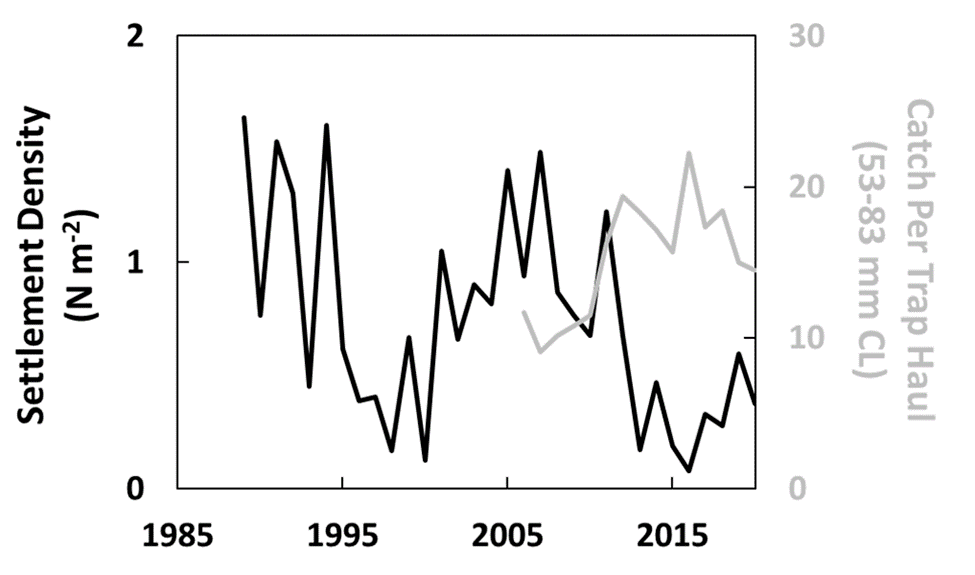 2
1
0
Settlement Density
(N m⁻²)
30
20
10
0
Catch Per Trap Haul
(53-83 mm CL)
1985
1995
2005
2015